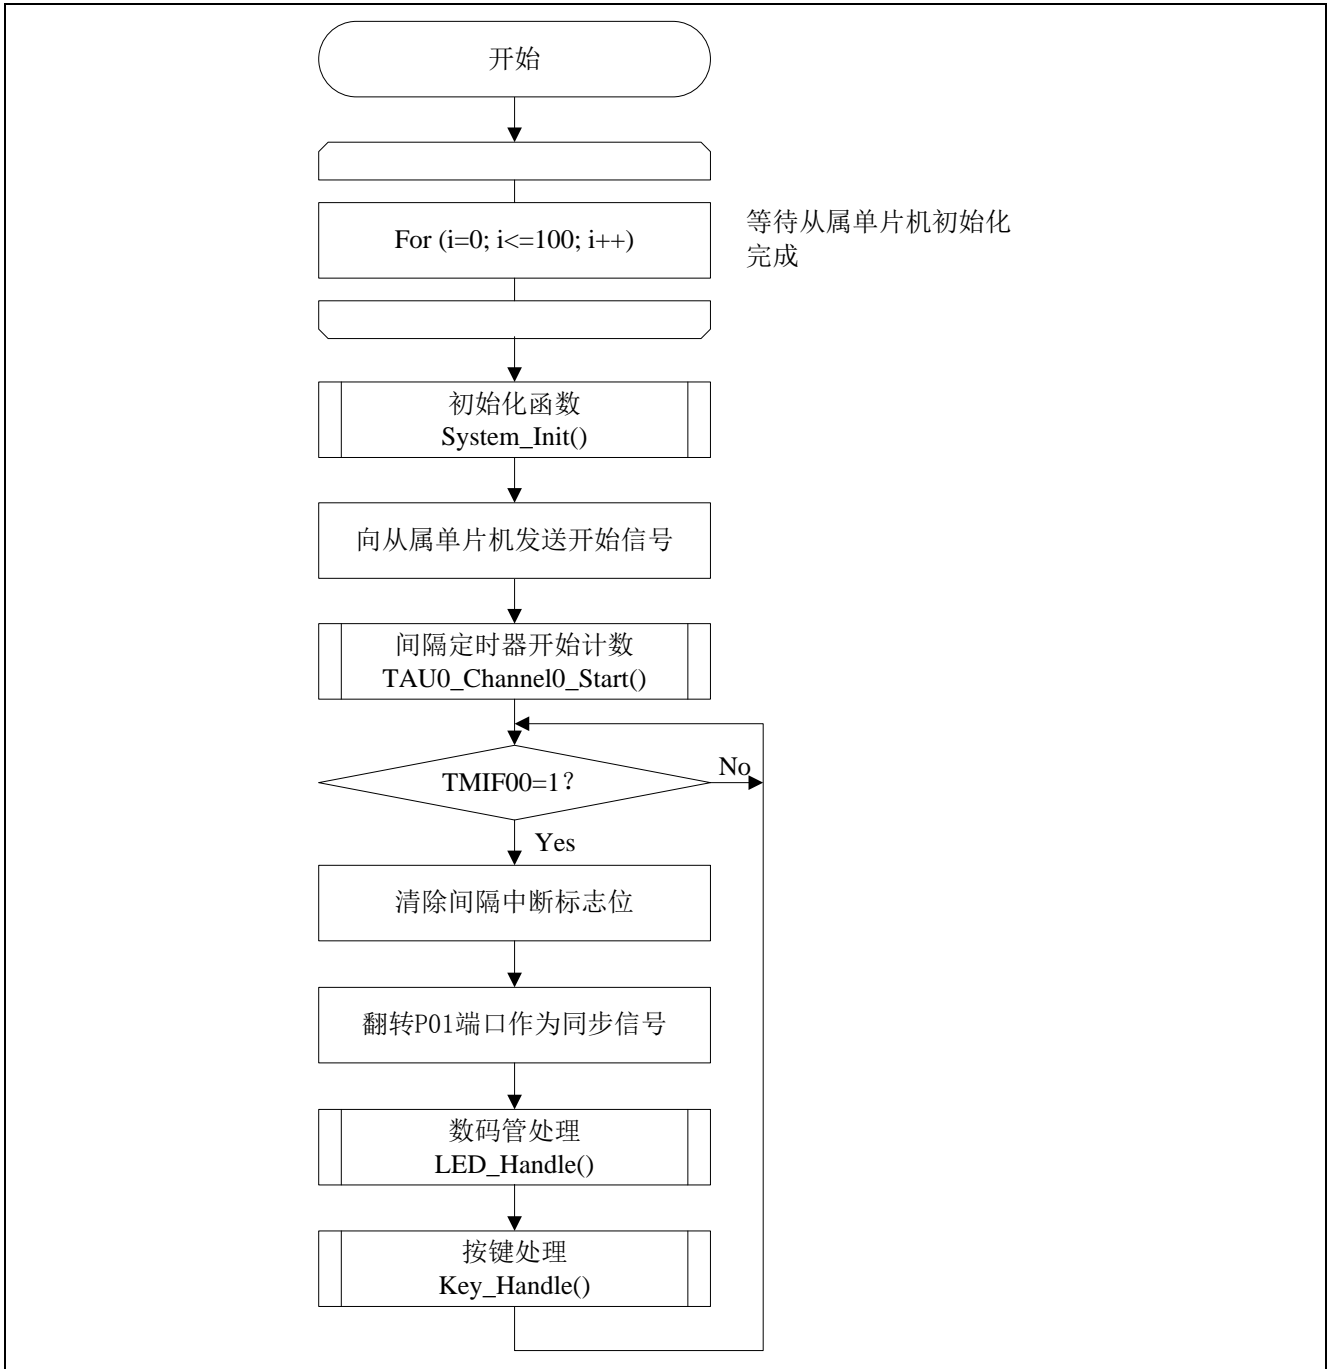 开始
For (i=0; i<=100; i++)
等待从属单片机初始化
完成
初始化函数
System_Init()
向从属单片机发送开始信号
间隔定时器开始计数
TAU0_Channel0_Start()
TMIF00=1？
No
Yes
清除间隔中断标志位
翻转P01端口作为同步信号
数码管处理
LED_Handle()
按键处理
Key_Handle()